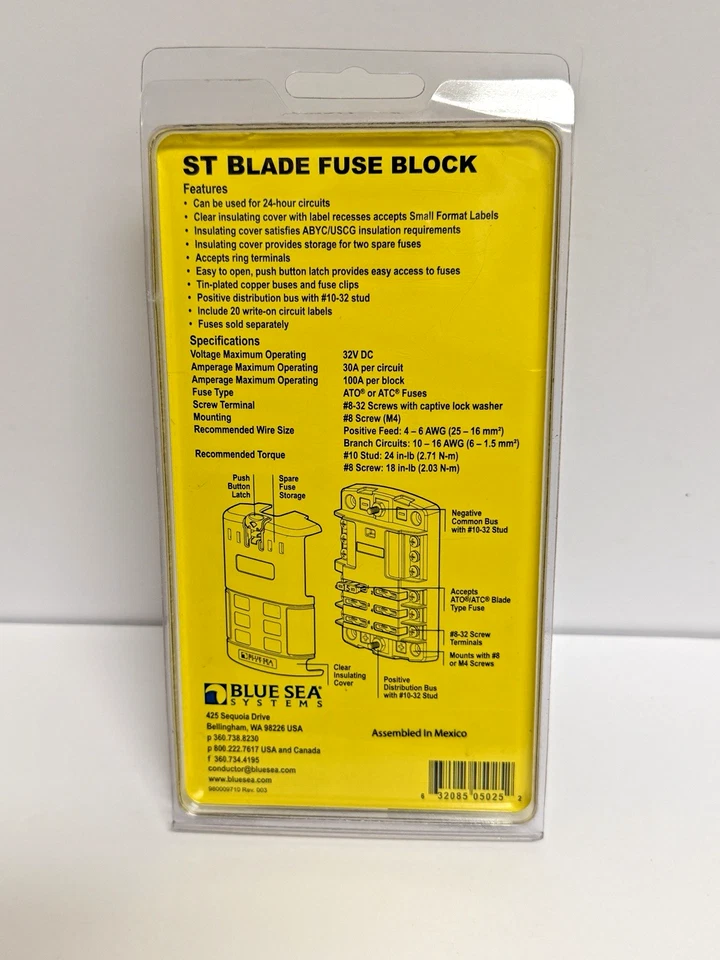 ST BLADE FUSE BLOCK
Features
• Can be used for 24-hour circuits
• Clear insulating cover with label recesses accepts Small Format Labels
• Insulating cover satisfies ABYC/USCG insulation requirements
• Insulating cover provides storage for two spare fuses
• Accepts ring terminals
• Easy to open, push button latch provides easy access to fuses
• Tin-plated copper buses and fuse clips
• Positive distribution bus with #10-32 stud
• Include 20 write-on circuit labels
• Fuses sold separately
Specifications
Voltage Maximum Operating 32V DC
Amperage Maximum Operating 30A per circuit
Amperage Maximum Operating 100A per block
Fuse Type ATO® or ATC® Fuses
Screw Terminal #8-32 Screws with captive lock washer
Mounting #8 Screw (M4)
Recommended Wire Size Positive Feed: 4 – 6 AWG (25 – 16 mm²)
Branch Circuits: 10 – 16 AWG (6 – 1.5 mm²)
Recommended Torque #10 Stud: 24 in-lb (2.71 N-m)
#8 Screw: 18 in-lb (2.03 N-m)
Push
Button
Latch
Spare
Fuse
Storage
Negative
Common Bus
with #10-32 Stud
Accepts
ATO®/ATC® Blade
Type Fuse
#8-32 Screw
Terminals
Mounts with #8
or M4 Screws
BLUE SEA
Clear
Insulating
Cover
Positive
Distribution Bus
with #10-32 Stud
BLUE SEA®
SYSTEMS
425 Sequoia Drive
Bellingham, WA 98226 USA
p 360.738.8230
p 800.222.7617 USA and Canada
f 360.734.4195
conductor@bluesea.com
www.bluesea.com
980009710 Rev. 003
Assembled In Mexico
6 32085 05025 2